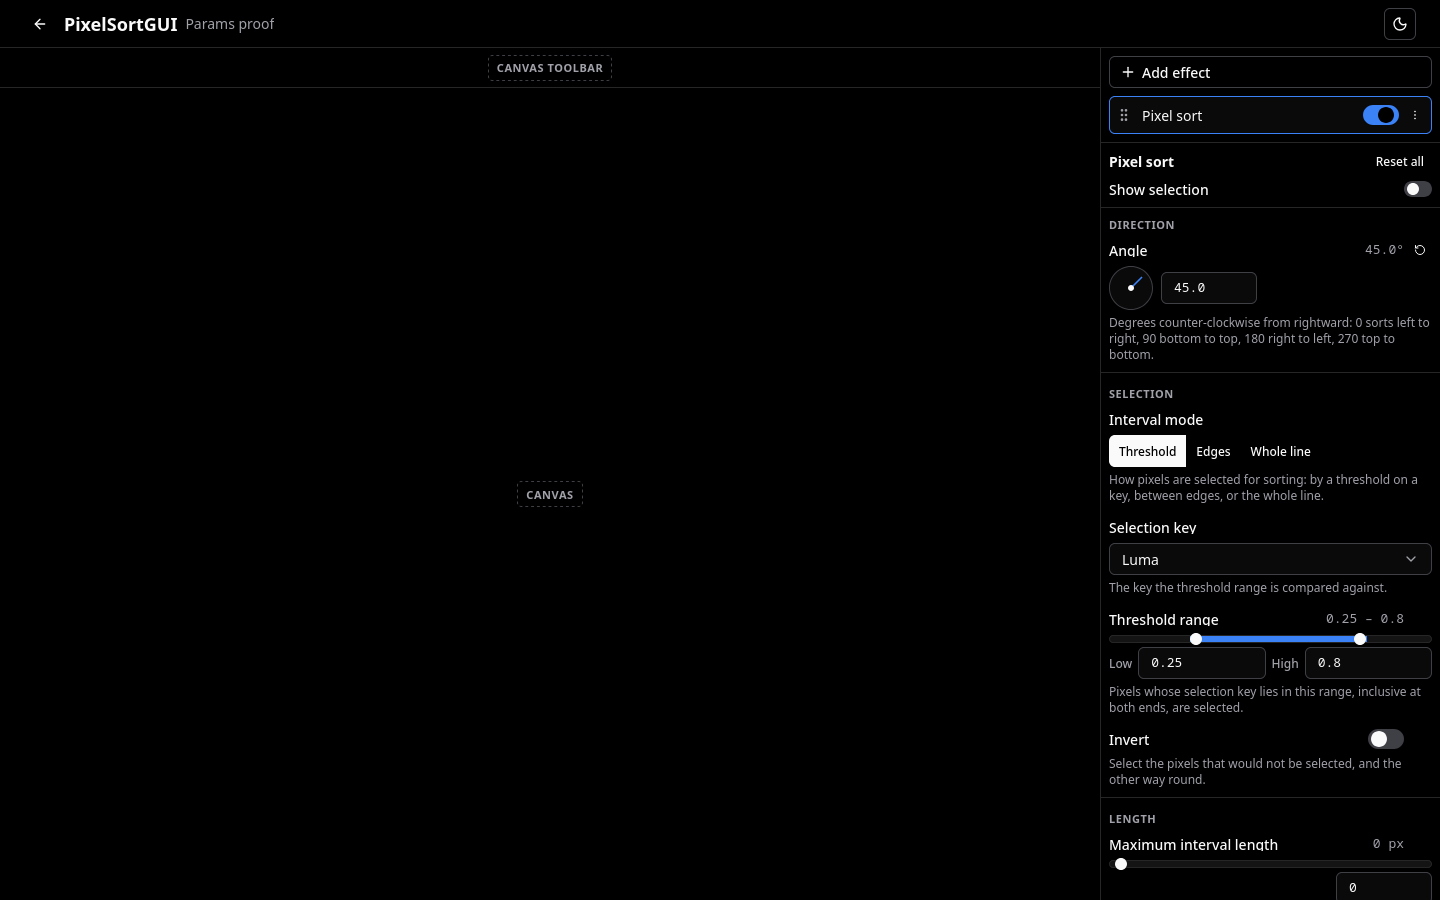 PixelSortGUI Params proof
CANVAS TOOLBAR
Add effect
Pixel sort
Pixel sort Reset all
Show selection
DIRECTION
Angle 45.0°
45.0
Degrees counter-clockwise from rightward: 0 sorts left to
right, 90 bottom to top, 180 right to left, 270 top to
bottom.
SELECTION
Interval mode
Threshold Edges Whole line
How pixels are selected for sorting: by a threshold on a
key, between edges, or the whole line.
CANVAS
Selection key
Luma
The key the threshold range is compared against.
Threshold range 0.25 – 0.8
Low 0.25 High 0.8
Pixels whose selection key lies in this range, inclusive at
both ends, are selected.
Invert
Select the pixels that would not be selected, and the
other way round.
LENGTH
Maximum interval length 0 px
0